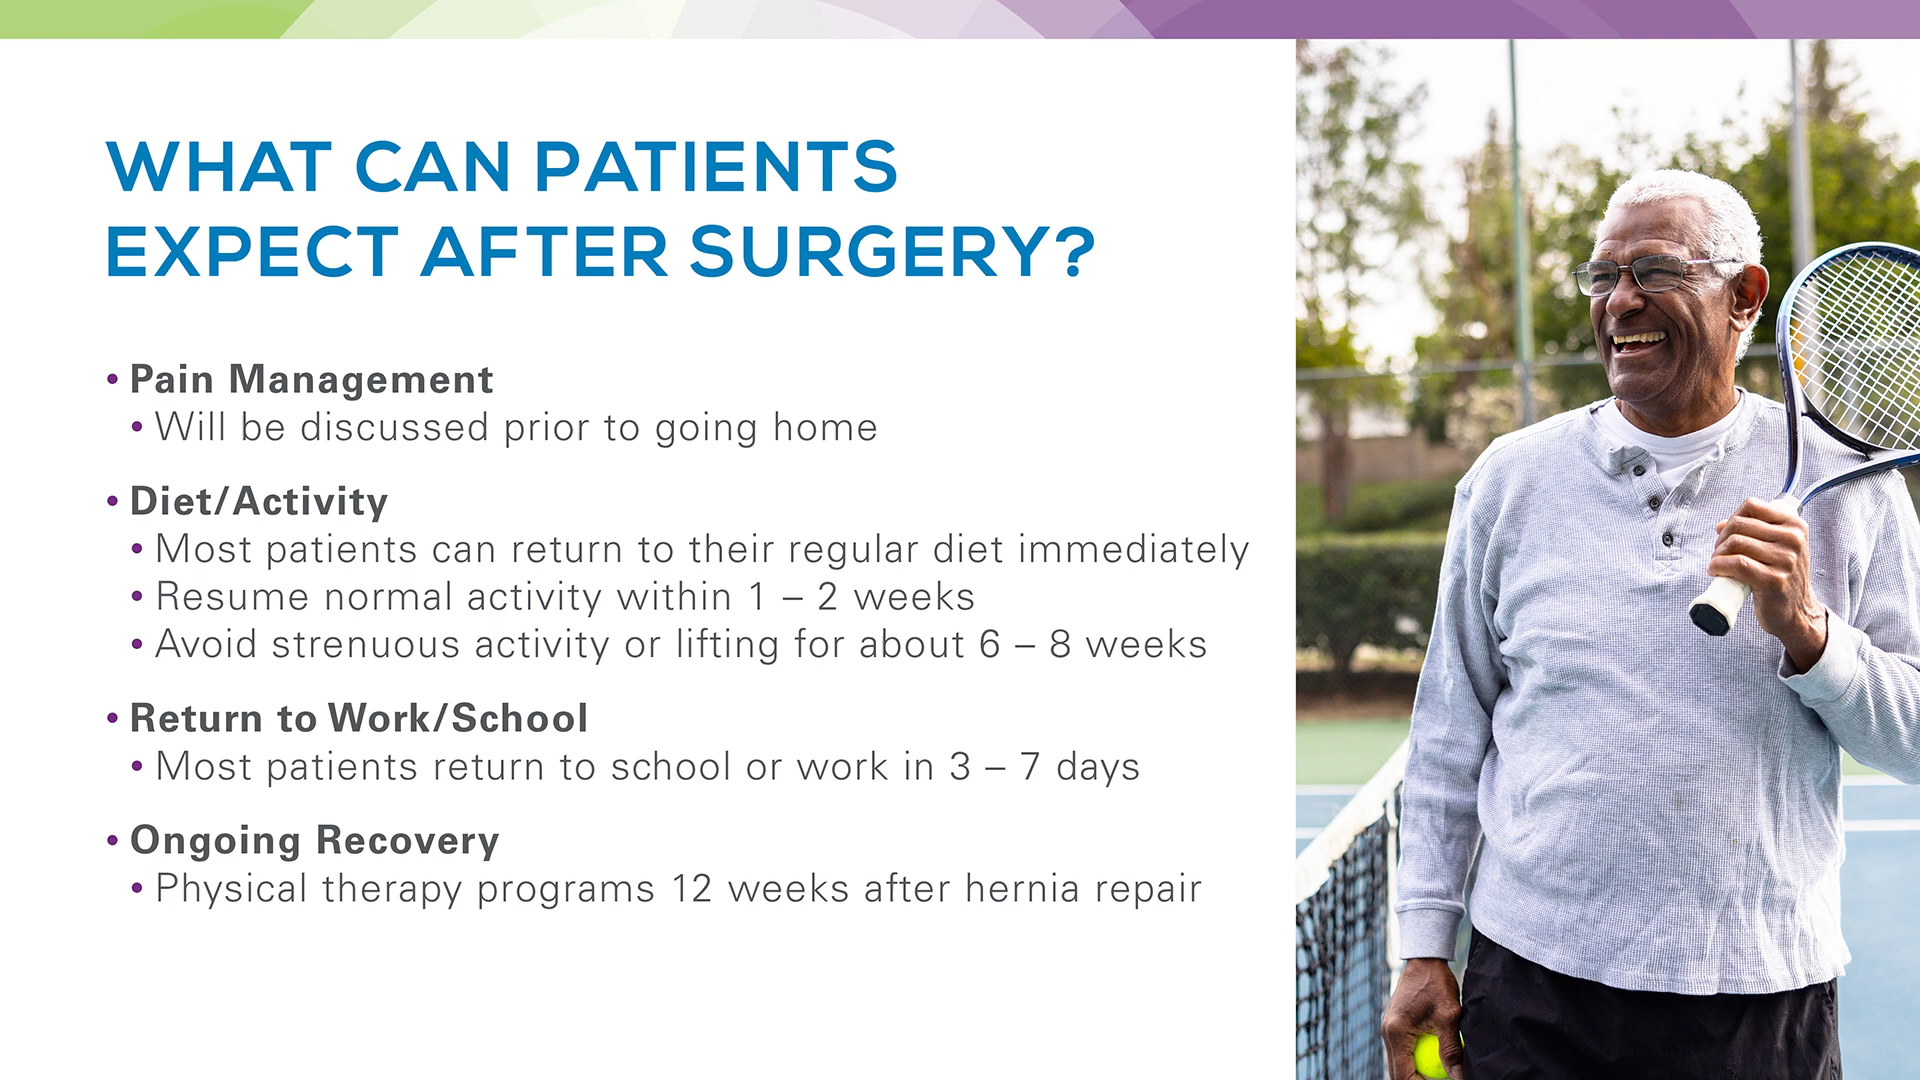 WHAT CAN PATIENTS
EXPECT AFTER SURGERY?
• Pain Management
• Will be discussed prior to going home
• Diet/Activity
• Most patients can return to their regular diet immediately
• Resume normal activity within 1 – 2 weeks
• Avoid strenuous activity or lifting for about 6 – 8 weeks
• Return to Work/School
• Most patients return to school or work in 3 – 7 days
• Ongoing Recovery
• Physical therapy programs 12 weeks after hernia repair